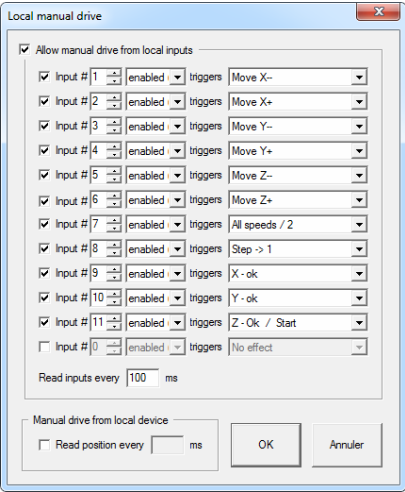 Local manual drive
Allow manual drive from local inputs
Input # 1 enabled triggers Move X--
Input # 2 enabled triggers Move X+
Input # 3 enabled triggers Move Y--
Input # 4 enabled triggers Move Y+
Input # 5 enabled triggers Move Z--
Input # 6 enabled triggers Move Z+
Input # 7 enabled triggers All speeds / 2
Input # 8 enabled triggers Step -> 1
Input # 9 enabled triggers X - ok
Input # 10 enabled triggers Y - ok
Input # 11 enabled triggers Z - Ok / Start
Input # 0 enabled triggers No effect
Read inputs every 100 ms
Manual drive from local device
Read position every ms
OK
Annuler